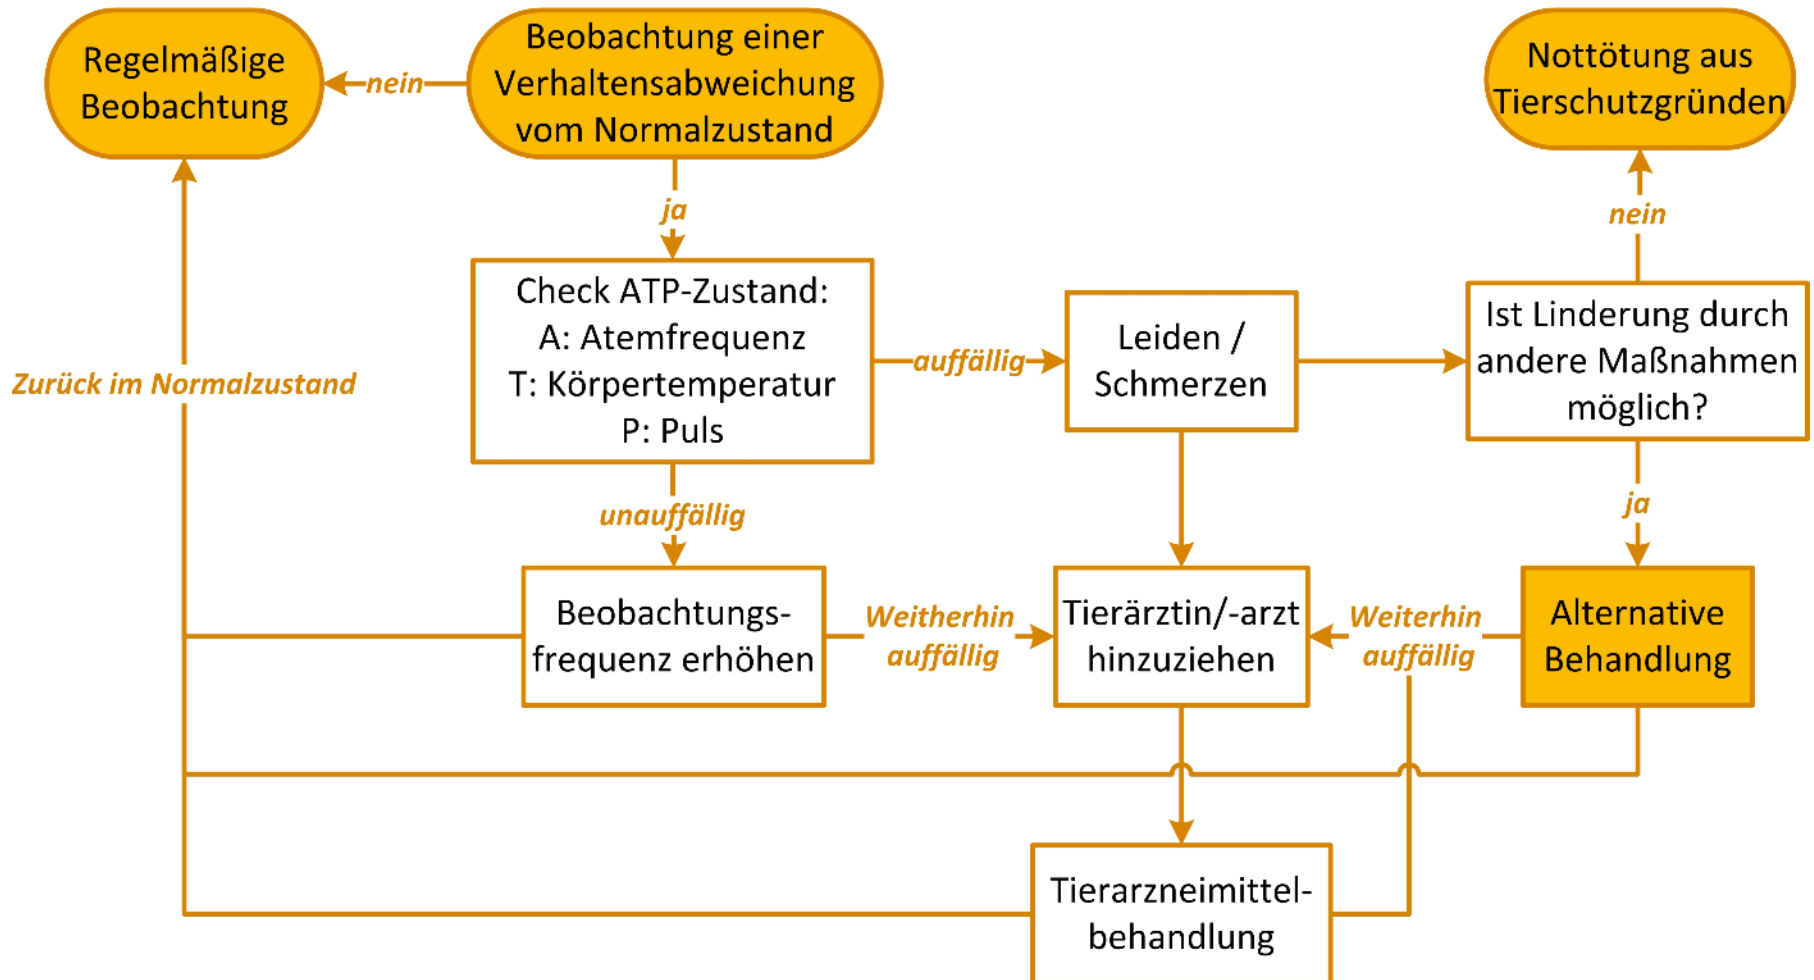 Regelmäßige
Beobachtung
nein
Beobachtung einer
Verhaltensabweichung
vom Normalzustand
Nottötung aus
Tierschutzgründen
ja
nein
Check ATP-Zustand:
A: Atemfrequenz
T: Körpertemperatur
P: Puls
auffällig
Leiden /
Schmerzen
Ist Linderung durch
andere Maßnahmen
möglich?
Zurück im Normalzustand
unauffällig
ja
Beobachtungs-
frequenz erhöhen
Weitherhin
auffällig
Tierärztin/-arzt
hinzuziehen
Weiterhin
auffällig
Alternative
Behandlung
Tierarzneimittel-
behandlung